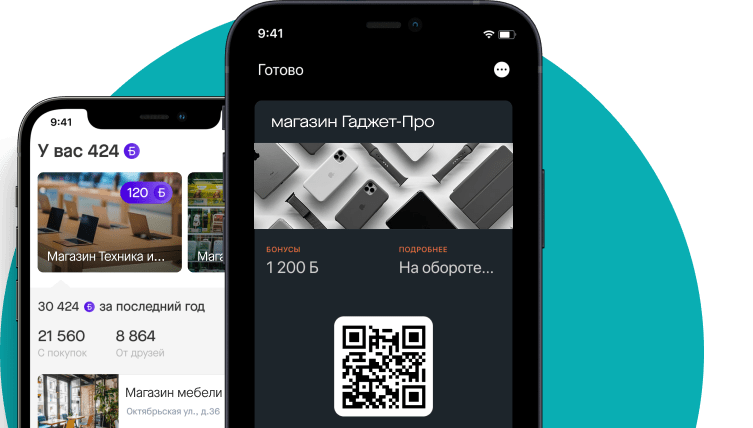 9:41
У вас 424 Б
120 Б
Магазин Техника и...
30 424 Б за последний год
21 560
8 864
С покупок
От друзей
Магазин мебели
Октябрьская ул., д.36
9:41
Готово
магазин Гаджет-Про
БОНУСЫ
ПОДРОБНЕЕ
1 200 Б
На обороте...